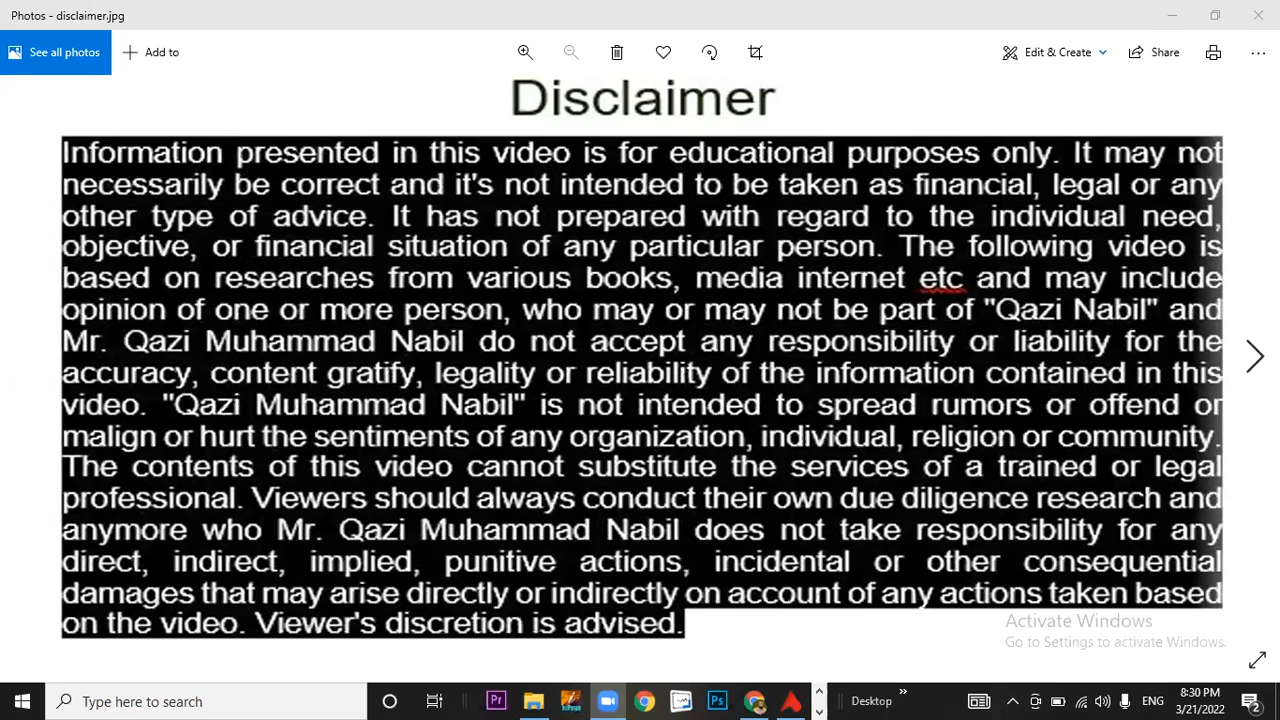 Photos - disclaimer.jpg
See all photos
Add to
Edit & Create
Share
Disclaimer
Information presented in this video is for educational purposes only. It may not
necessarily be correct and it's not intended to be taken as financial, legal or any
other type of advice. It has not prepared with regard to the individual need,
objective, or financial situation of any particular person. The following video is
based on researches from various books, media internet etc and may include
opinion of one or more person, who may or may not be part of "Qazi Nabil" and
Mr. Qazi Muhammad Nabil do not accept any responsibility or liability for the
accuracy, content gratify, legality or reliability of the information contained in this
video. "Qazi Muhammad Nabil" is not intended to spread rumors or offend or
malign or hurt the sentiments of any organization, individual, religion or community.
The contents of this video cannot substitute the services of a trained or legal
professional. Viewers should always conduct their own due diligence research and
anymore who Mr. Qazi Muhammad Nabil does not take responsibility for any
direct, indirect, implied, punitive actions, incidental or other consequential
damages that may arise directly or indirectly on account of any actions taken based
on the video. Viewer's discretion is advised.
Activate Windows
Go to Settings to activate Windows.
Type here to search
Pr
Ps
Desktop
ENG
8:30 PM
3/21/2022
2